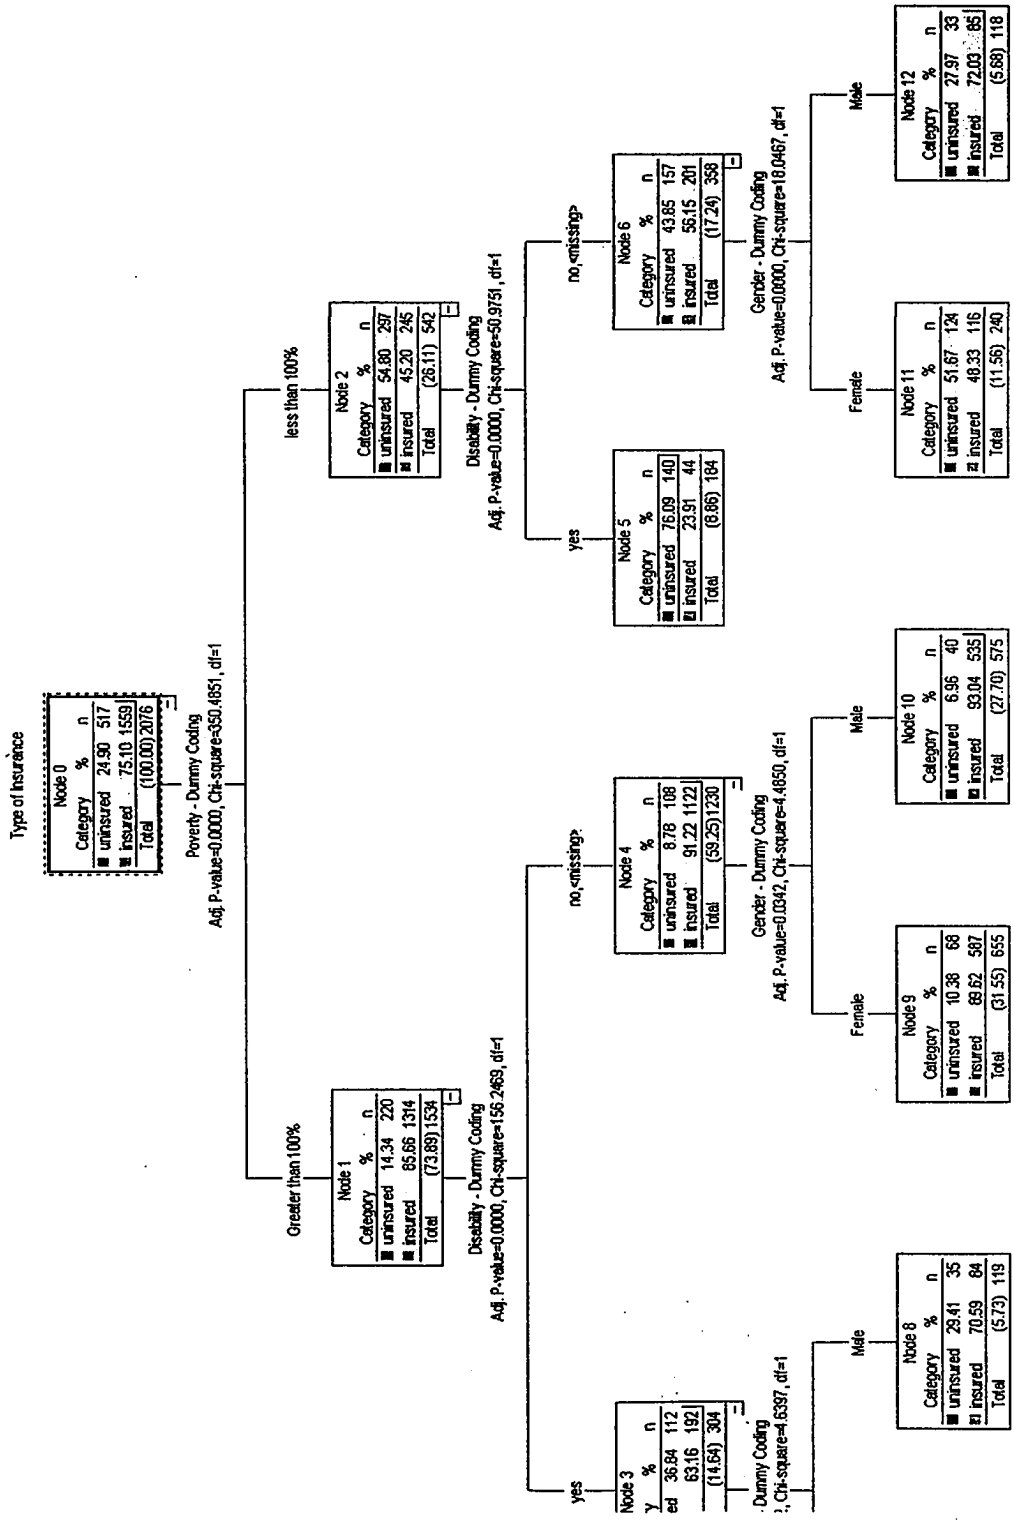 Type of Insurance
Node 0
Category % n
uninsured 24.90 517
insured 75.10 1559
Total (100.00) 2076
Poverty - Dummy Coding
Adj. P-value=0.0000, Chi-square=350.4851, df=1
Greater than 100%
Node 1
Category % n
uninsured 14.34 220
insured 85.66 1314
Total (73.89) 1534
Disability - Dummy Coding
Adj. P-value=0.0000, Chi-square=156.2469, df=1
less than 100%
Node 2
Category % n
uninsured 54.80 297
insured 45.20 245
Total (26.11) 542
Disability - Dummy Coding
Adj. P-value=0.0000, Chi-square=50.9751, df=1
yes
Node 3
y % n
ed 36.84 112
63.16 192
(14.64) 304
- Dummy Coding
, Chi-square=4.6397, df=1
no,<missing>
Node 4
Category % n
uninsured 8.78 108
insured 91.22 1122
Total (59.25) 1230
Gender - Dummy Coding
Adj. P-value=0.0342, Chi-square=4.4850, df=1
yes
Node 5
Category % n
uninsured 76.09 140
insured 23.91 44
Total (8.86) 184
no,<missing>
Node 6
Category % n
uninsured 43.85 157
insured 56.15 201
Total (17.24) 358
Gender - Dummy Coding
Adj. P-value=0.0000, Chi-square=18.0467, df=1
Male
Node 8
Category % n
uninsured 29.41 35
insured 70.59 84
Total (5.73) 119
Female
Node 9
Category % n
uninsured 10.38 68
insured 89.62 587
Total (31.55) 655
Male
Node 10
Category % n
uninsured 6.96 40
insured 93.04 535
Total (27.70) 575
Female
Node 11
Category % n
uninsured 51.67 124
insured 48.33 116
Total (11.56) 240
Male
Node 12
Category % n
uninsured 27.97 33
insured 72.03 85
Total (5.68) 118